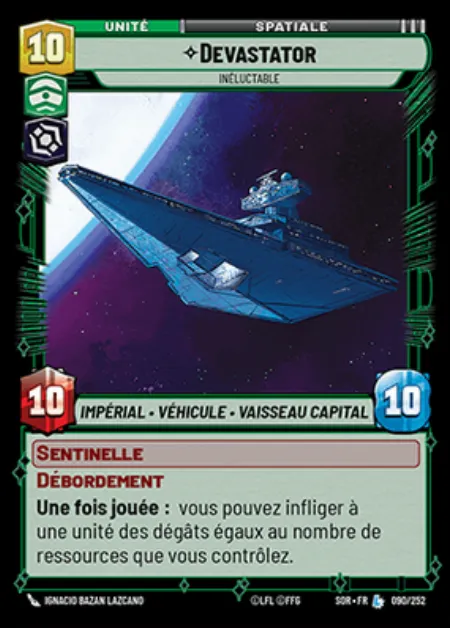 UNITÉ
SPATIALE
10
DEVASTATOR
INÉLUCTABLE
10
IMPÉRIAL • VÉHICULE • VAISSEAU CAPITAL
10
SENTINELLE
DÉBORDEMENT
Une fois jouée : vous pouvez infliger à
une unité des dégâts égaux au nombre de
ressources que vous contrôlez.
IGNACIO BAZAN LAZCANO
©LFL ©FFG
SOR • FR
L
090/252